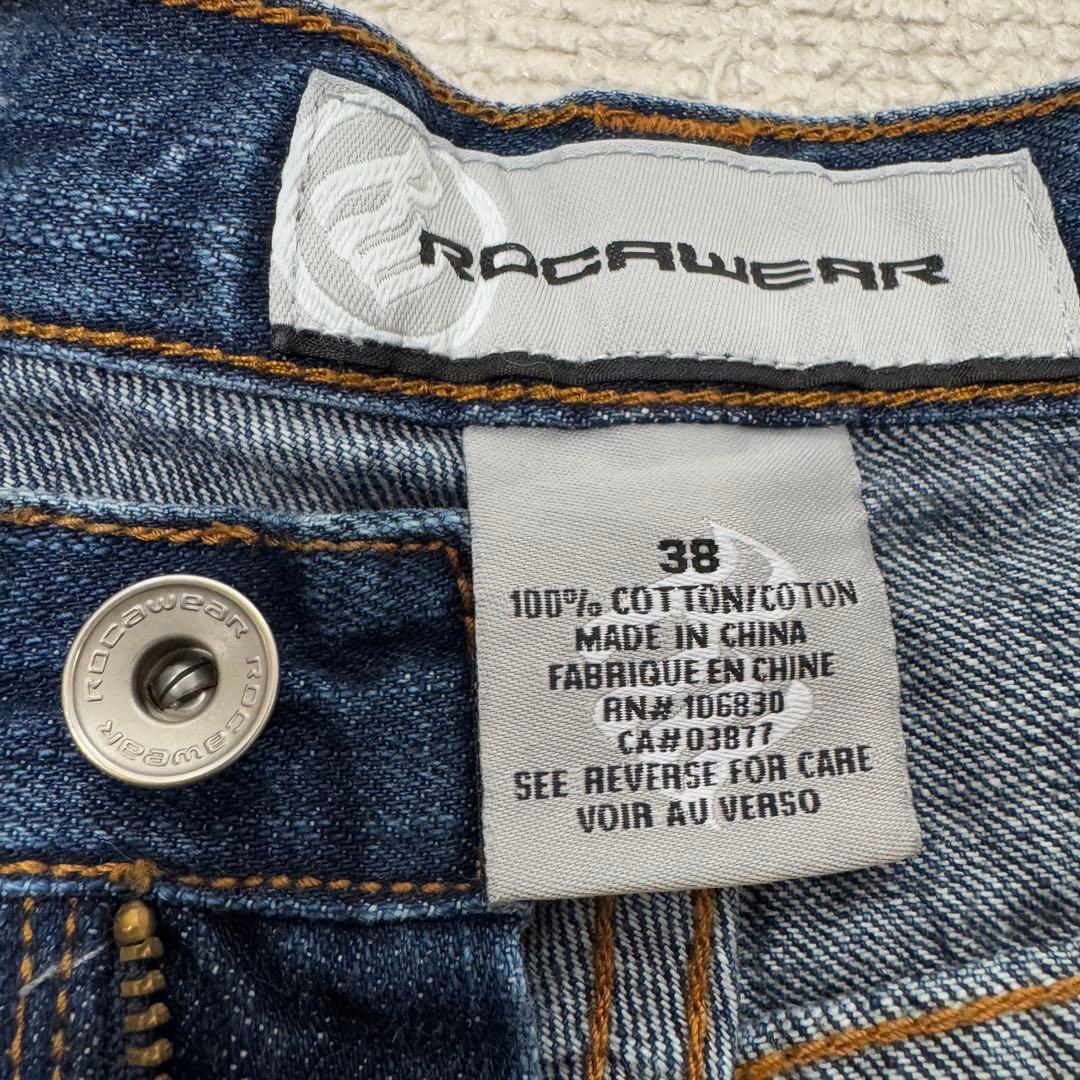 ROCAWEAR
38
100% COTTON/COTON
MADE IN CHINA
FABRIQUE EN CHINE
RN# 106830
CA# 03877
SEE REVERSE FOR CARE
VOIR AU VERSO
ROCAWEAR ROCAWEAR